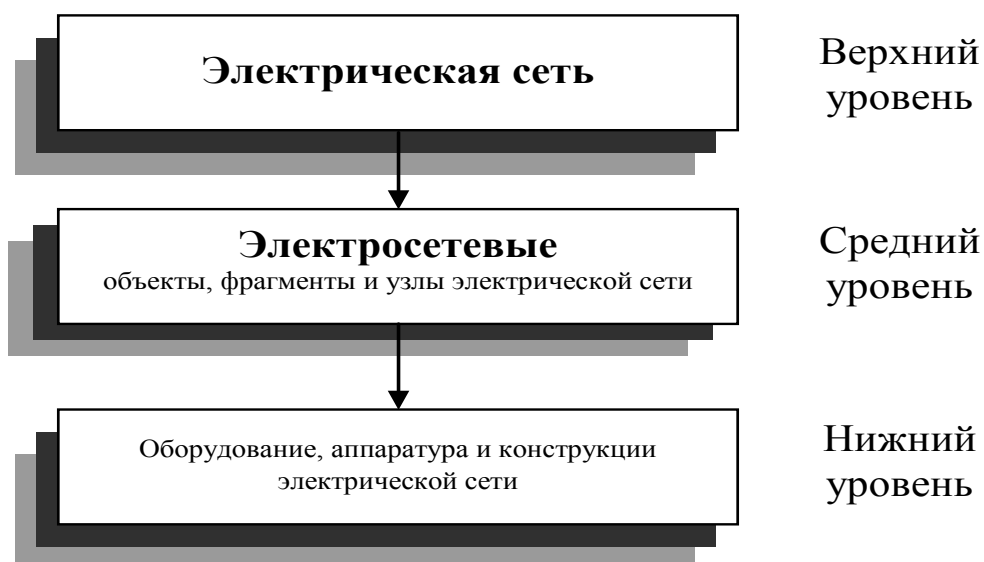 Электрическая сеть
Верхний
уровень
Электросетевые
объекты, фрагменты и узлы электрической сети
Средний
уровень
Оборудование, аппаратура и конструкции
электрической сети
Нижний
уровень